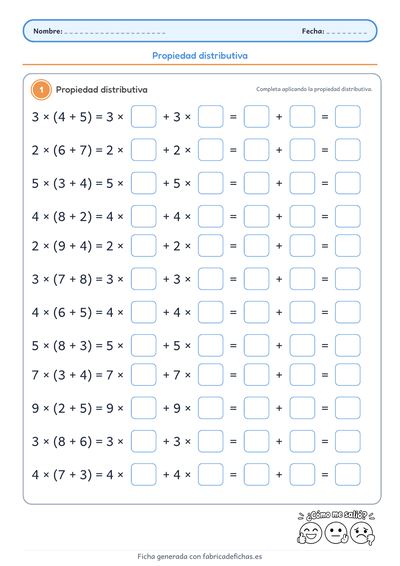 Nombre: Fecha:
Propiedad distributiva
1 Propiedad distributiva Completa aplicando la propiedad distributiva.
3 × (4 + 5) = 3 × + 3 × = + =
2 × (6 + 7) = 2 × + 2 × = + =
5 × (3 + 4) = 5 × + 5 × = + =
4 × (8 + 2) = 4 × + 4 × = + =
2 × (9 + 4) = 2 × + 2 × = + =
3 × (7 + 8) = 3 × + 3 × = + =
4 × (6 + 5) = 4 × + 4 × = + =
5 × (8 + 3) = 5 × + 5 × = + =
7 × (3 + 4) = 7 × + 7 × = + =
9 × (2 + 5) = 9 × + 9 × = + =
3 × (8 + 6) = 3 × + 3 × = + =
4 × (7 + 3) = 4 × + 4 × = + =
¿Cómo me salió?
Ficha generada con fabricadefichas.es